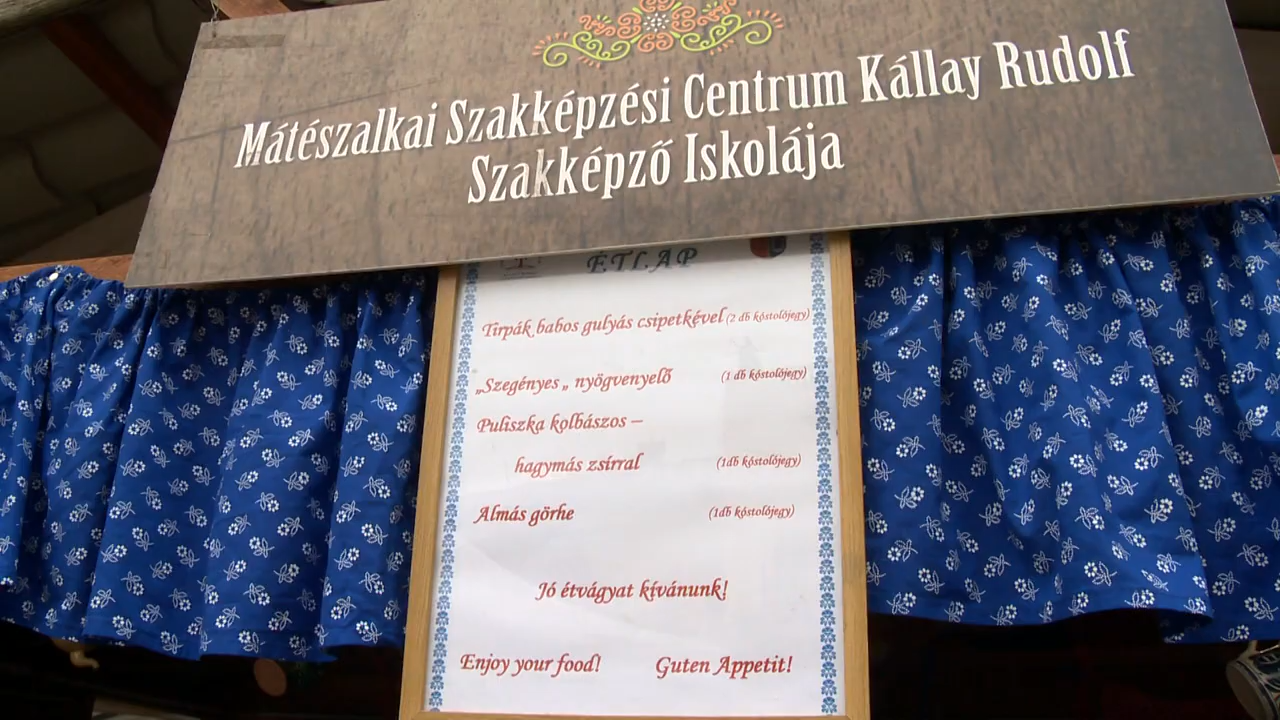 Mátészalkai Szakképzési Centrum Kállay Rudolf
Szakképző Iskolája
ÉTLAP
Tirpák babos gulyás csipetkével (2 db kóstolójegy)
„Szegényes „ nyögvenyelő (1 db kóstolójegy)
Puliszka kolbászos –
hagymás zsírral (1db kóstolójegy)
Almás görhe (1db kóstolójegy)
Jó étvágyat kívánunk!
Enjoy your food! Guten Appetit!